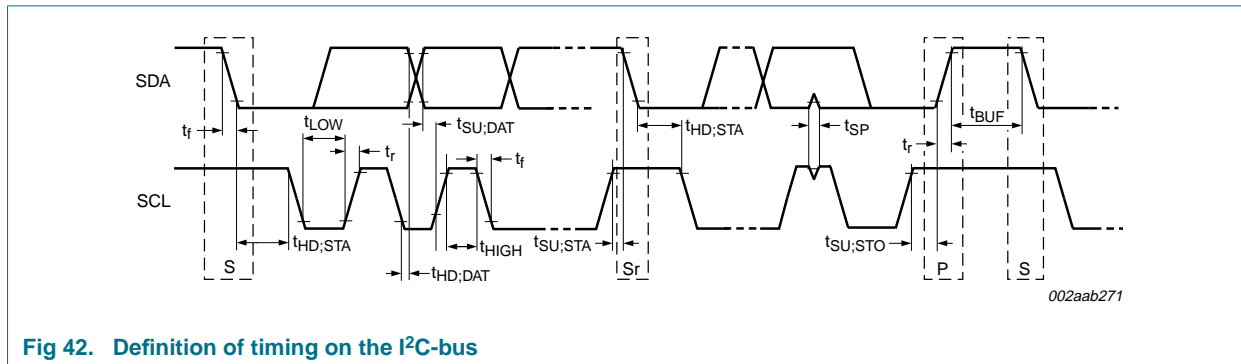 SDA
tf
tLOW
tr
tSU;DAT
tf
tHD;STA
tSP
tr
tBUF
SCL
tHD;STA
tHD;DAT
tHIGH
tSU;STA
tSU;STO
S
Sr
P
S
002aab271
Fig 42. Definition of timing on the I²C-bus